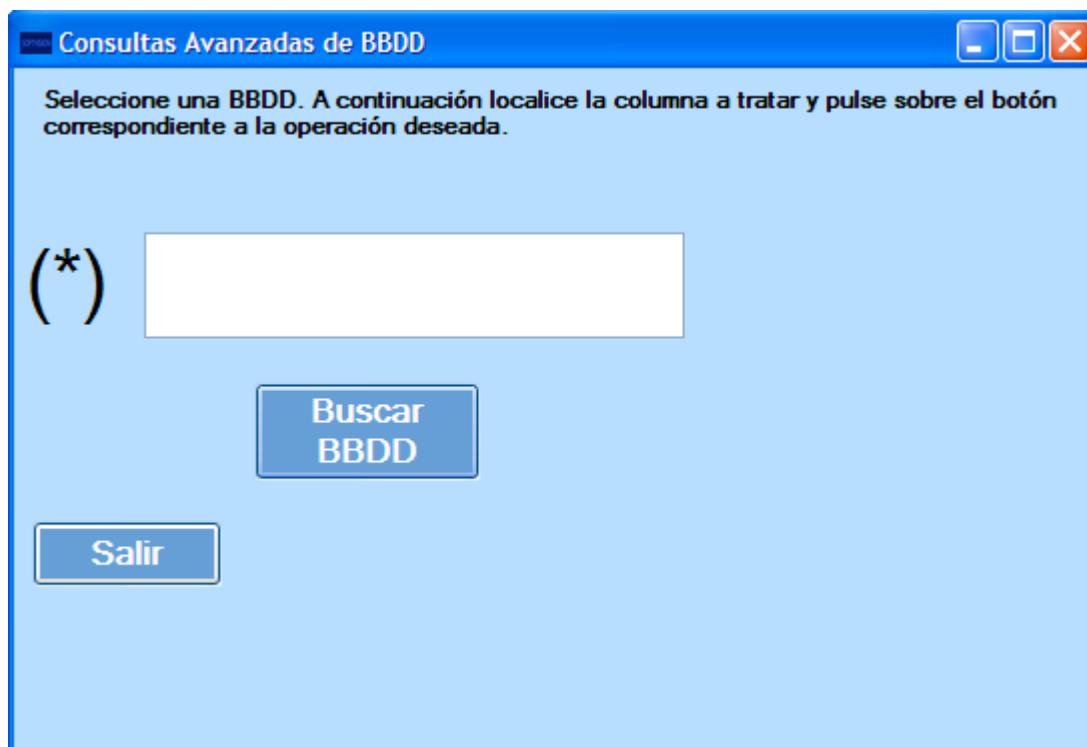 Consultas Avanzadas de BBDD
Seleccione una BBDD. A continuación localice la columna a tratar y pulse sobre el botón
correspondiente a la operación deseada.
(*)
Buscar
BBDD
Salir